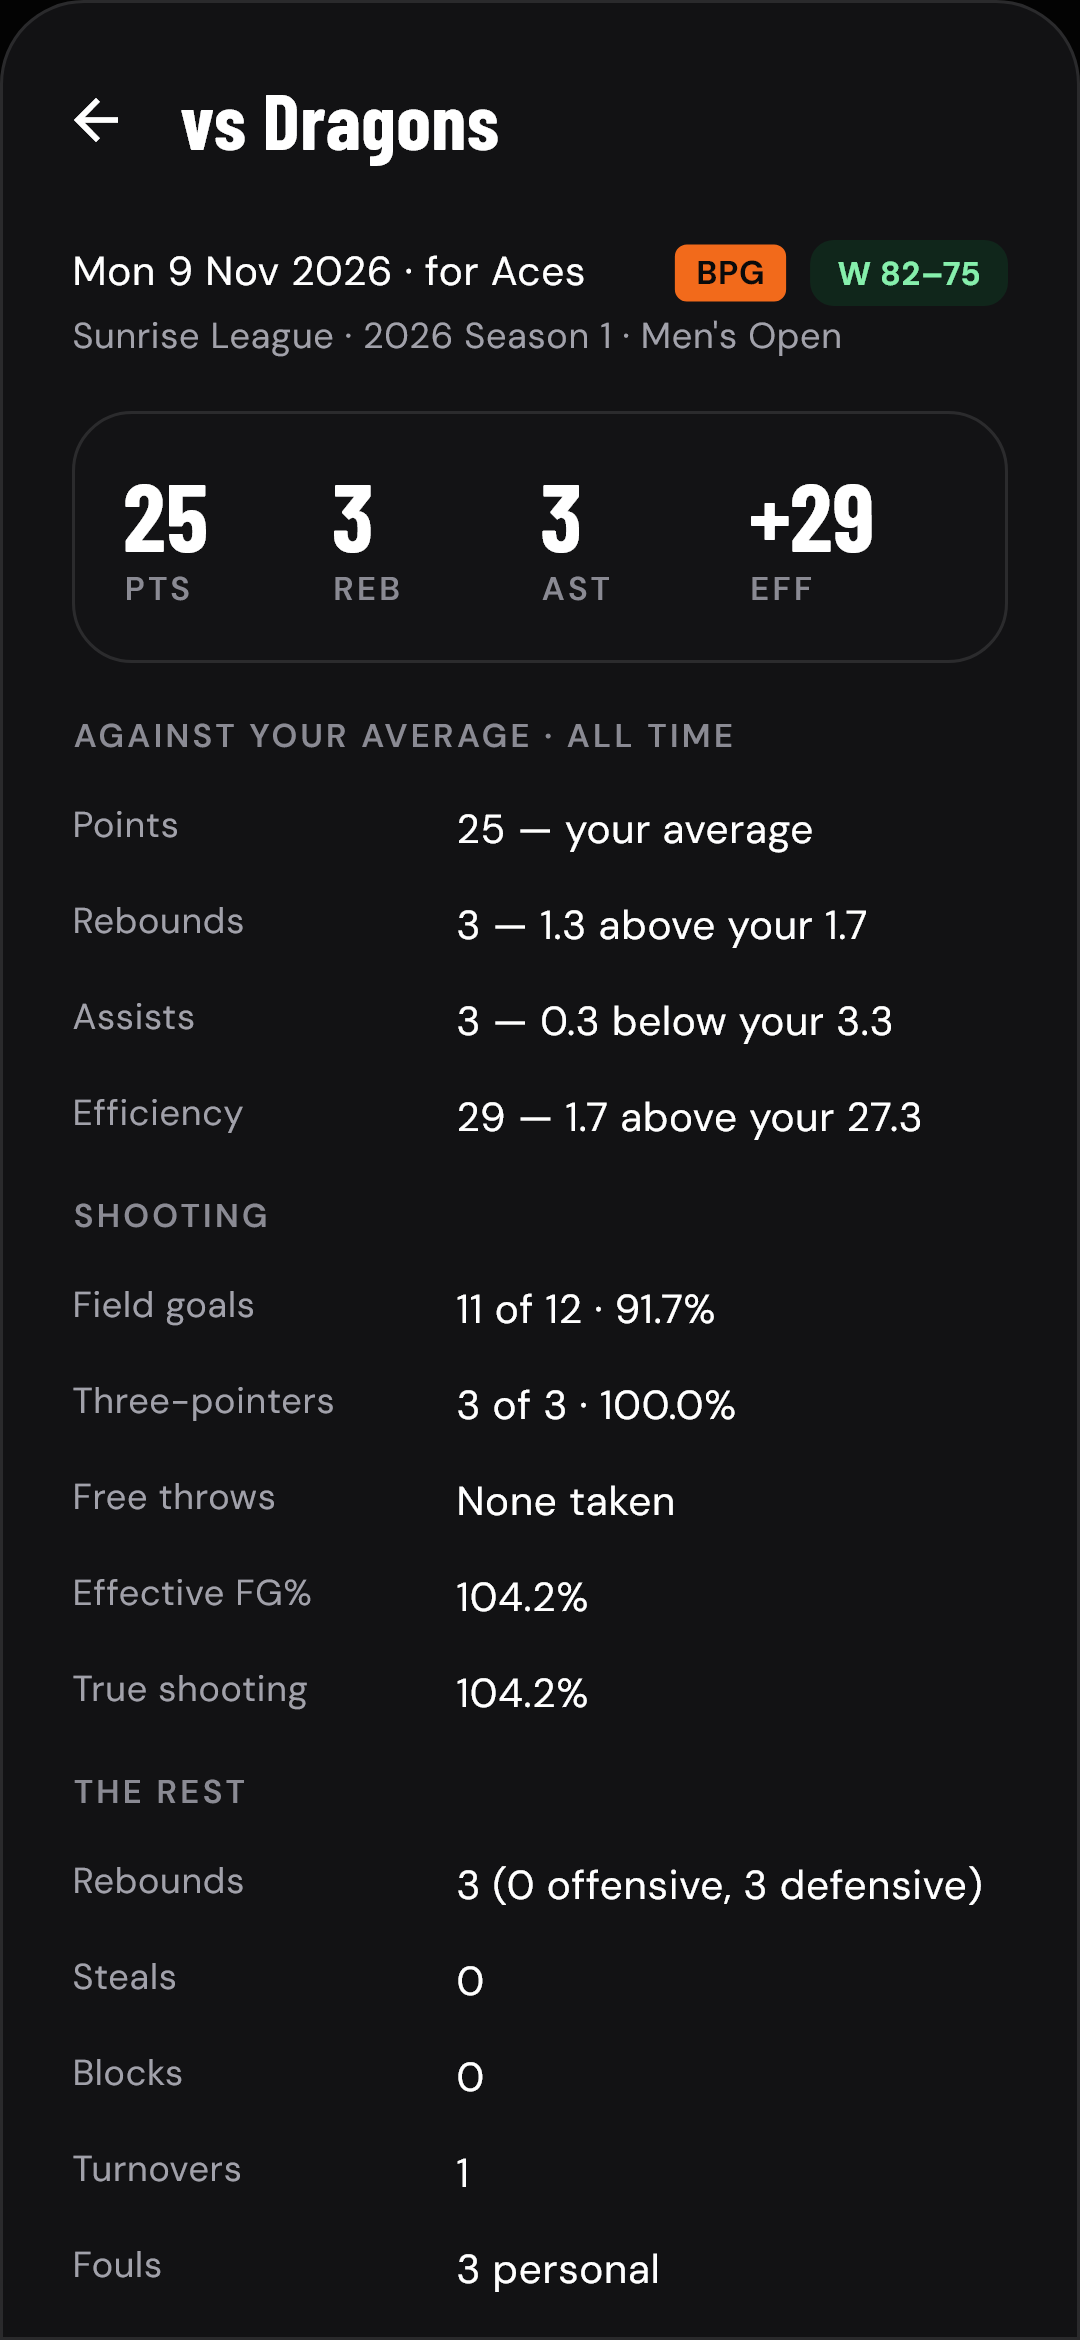 vs Dragons
Mon 9 Nov 2026 · for Aces BPG W 82–75
Sunrise League · 2026 Season 1 · Men's Open
25 3 3 +29
PTS REB AST EFF
AGAINST YOUR AVERAGE · ALL TIME
Points 25 — your average
Rebounds 3 — 1.3 above your 1.7
Assists 3 — 0.3 below your 3.3
Efficiency 29 — 1.7 above your 27.3
SHOOTING
Field goals 11 of 12 · 91.7%
Three-pointers 3 of 3 · 100.0%
Free throws None taken
Effective FG% 104.2%
True shooting 104.2%
THE REST
Rebounds 3 (0 offensive, 3 defensive)
Steals 0
Blocks 0
Turnovers 1
Fouls 3 personal